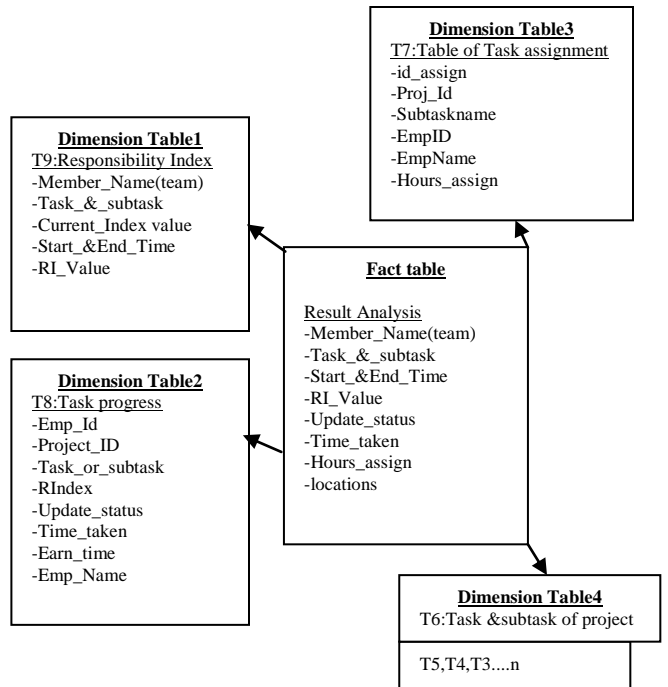 Dimension Table3
T7:Table of Task assignment
-id_assign
-Proj_Id
-Subtaskname
-EmpID
-EmpName
-Hours_assign
Dimension Table1
T9:Responsibility Index
-Member_Name(team)
-Task_&_subtask
-Current_Index value
-Start_&End_Time
-RI_Value
Fact table
Result Analysis
-Member_Name(team)
-Task_&_subtask
-Start_&End_Time
-RI_Value
-Update_status
-Time_taken
-Hours_assign
-locations
Dimension Table2
T8:Task progress
-Emp_Id
-Project_ID
-Task_or_subtask
-RIndex
-Update_status
-Time_taken
-Earn_time
-Emp_Name
Dimension Table4
T6:Task &subtask of project
T5,T4,T3....n